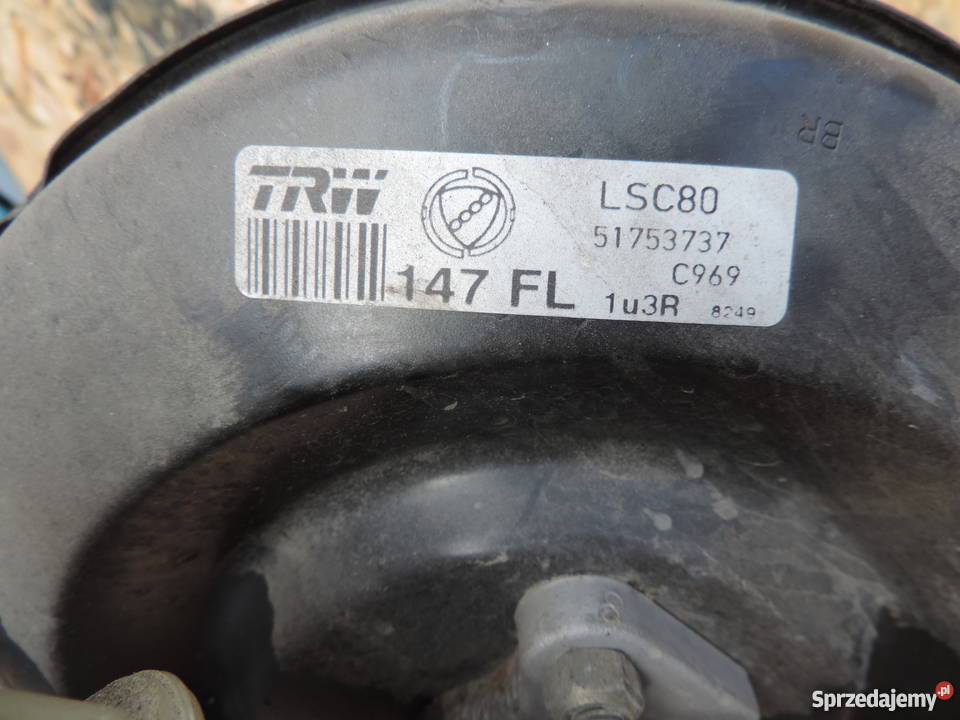 BR
TRW
LSC80
51753737
C969
147 FL
1u3R
8249
Sprzedajemy.pl